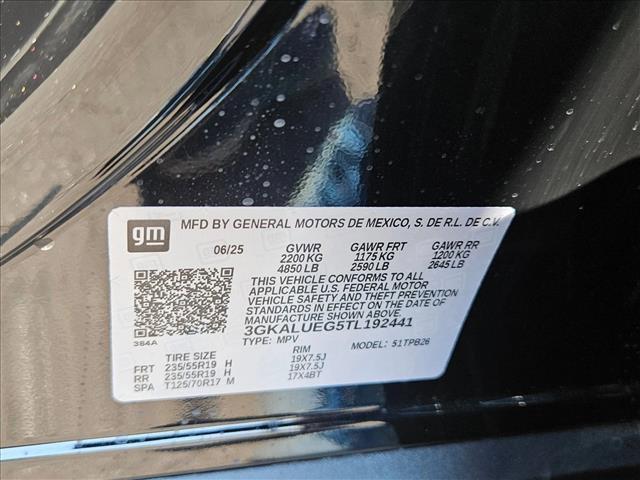 gm
MFD BY GENERAL MOTORS DE MEXICO, S. DE R.L. DE C.V.
06/25 GVWR GAWR FRT GAWR RR
2200 KG 1175 KG 1200 KG
4850 LB 2590 LB 2645 LB
THIS VEHICLE CONFORMS TO ALL
APPLICABLE U.S. FEDERAL MOTOR
VEHICLE SAFETY AND THEFT PREVENTION
STANDARDS IN EFFECT ON THE DATE OF
MANUFACTURE SHOWN ABOVE.
3GKALUEG5TL192441
384A TYPE: MPV MODEL: 51TPB26
TIRE SIZE RIM
FRT 235/55R19 H 19X7.5J
RR 235/55R19 H 19X7.5J
SPA T125/70R17 M 17X4BT